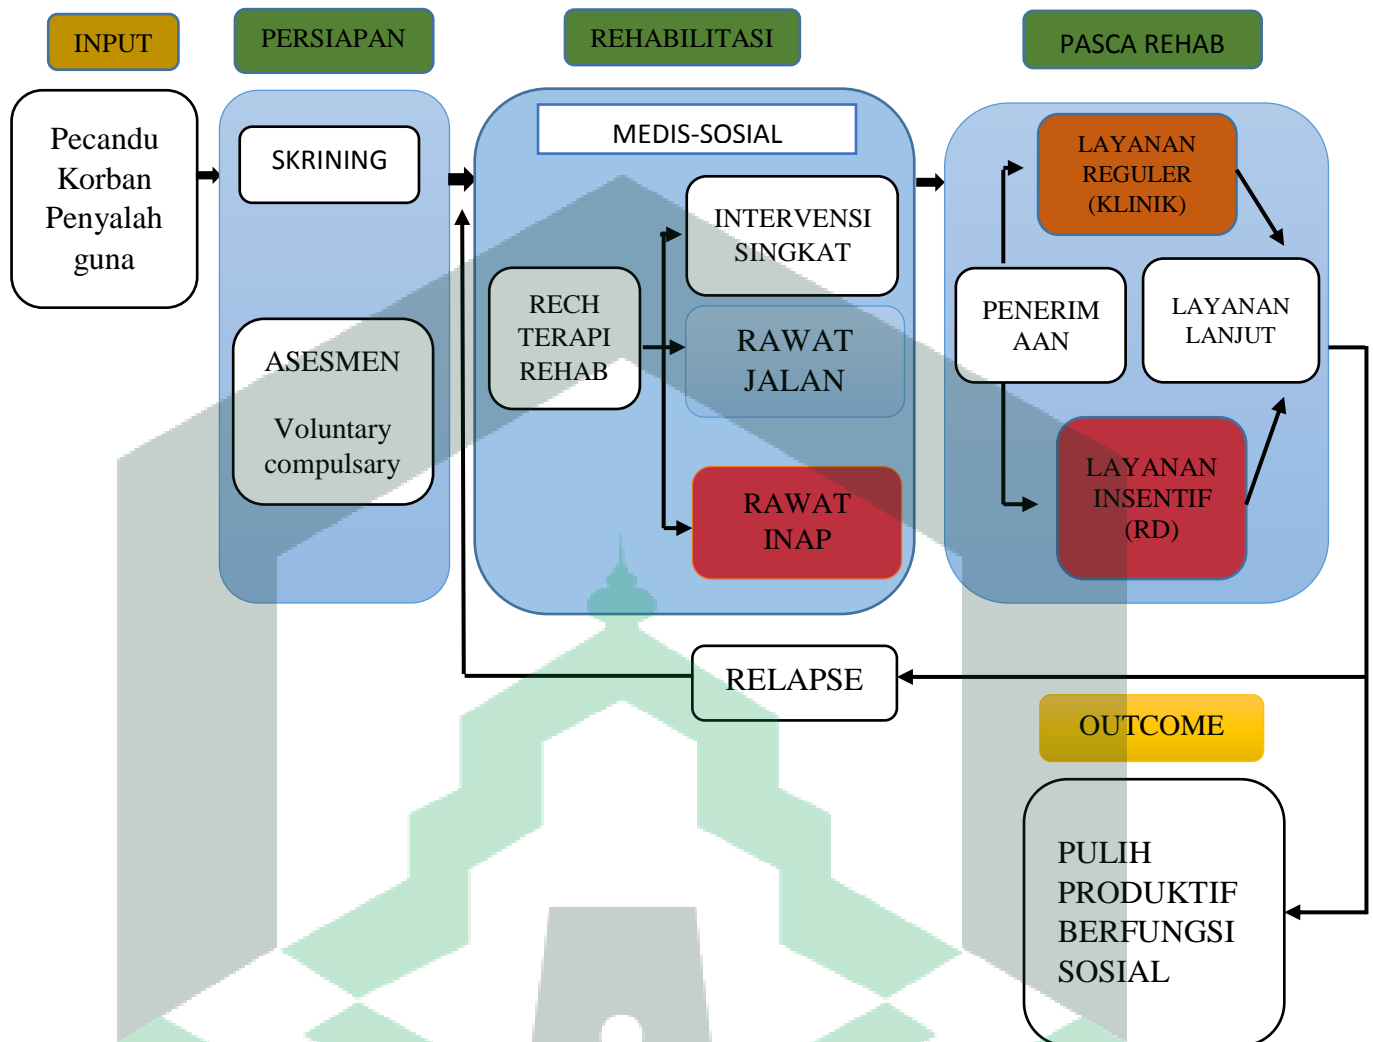 INPUT
PERSIAPAN
REHABILITASI
PASCA REHAB
Pecandu
Korban
Penyalah
guna
SKRINING
ASESMEN
Voluntary
compulsary
MEDIS-SOSIAL
RECH
TERAPI
REHAB
INTERVENSI
SINGKAT
RAWAT
JALAN
RAWAT
INAP
LAYANAN
REGULER
(KLINIK)
PENERIM
AAN
LAYANAN
LANJUT
LAYANAN
INSENTIF
(RD)
RELAPSE
OUTCOME
PULIH
PRODUKTIF
BERFUNGSI
SOSIAL